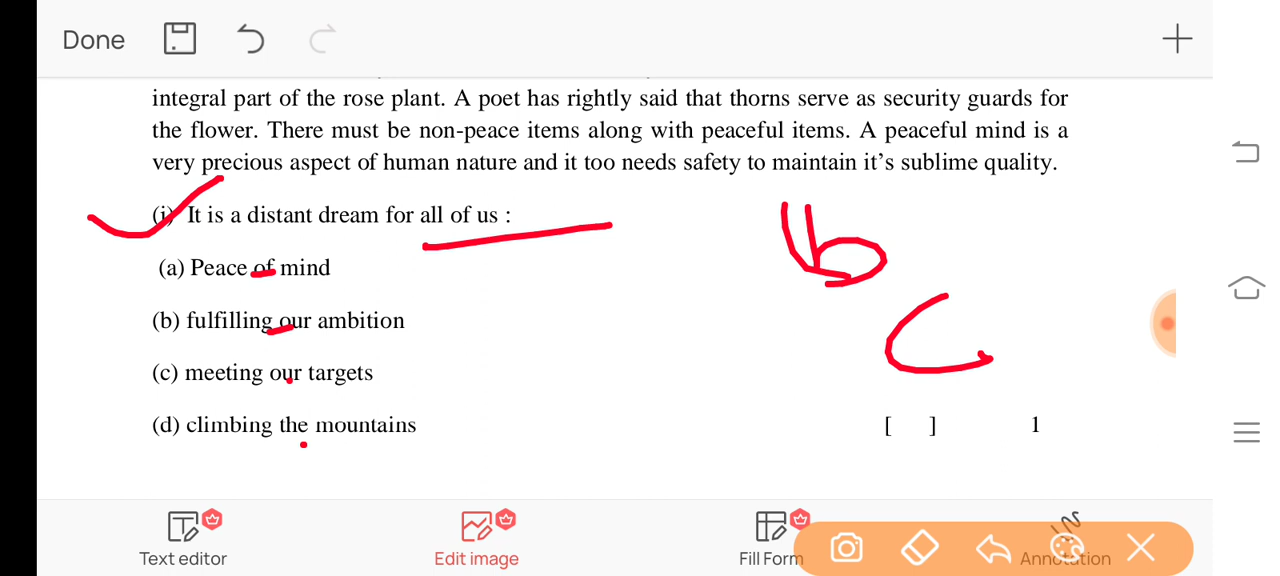 Done
integral part of the rose plant. A poet has rightly said that thorns serve as security guards for
the flower. There must be non-peace items along with peaceful items. A peaceful mind is a
very precious aspect of human nature and it too needs safety to maintain it's sublime quality.
(i) It is a distant dream for all of us :
(a) Peace of mind
(b) fulfilling our ambition
(c) meeting our targets
(d) climbing the mountains [ ] 1
b
C
Text editor Edit image Fill Form Annotation